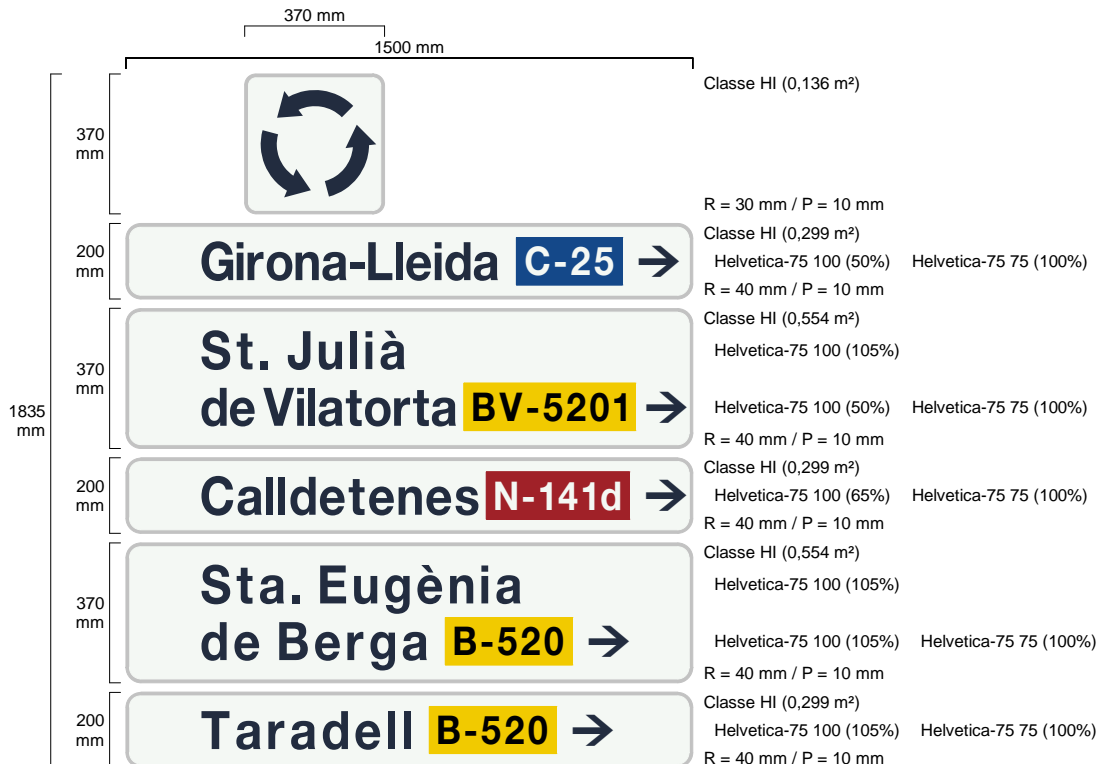 370 mm
1500 mm
Classe HI (0,136 m²)
370
mm
R = 30 mm / P = 10 mm
Classe HI (0,299 m²)
200
mm
Girona-Lleida C-25
Helvetica-75 100 (50%) Helvetica-75 75 (100%)
R = 40 mm / P = 10 mm
Classe HI (0,554 m²)
St. Julià
Helvetica-75 100 (105%)
370
mm
de Vilatorta BV-5201
Helvetica-75 100 (50%) Helvetica-75 75 (100%)
1835
mm
R = 40 mm / P = 10 mm
Classe HI (0,299 m²)
200
mm
Calldetenes N-141d
Helvetica-75 100 (65%) Helvetica-75 75 (100%)
R = 40 mm / P = 10 mm
Classe HI (0,554 m²)
Sta. Eugènia
Helvetica-75 100 (105%)
370
mm
de Berga B-520
Helvetica-75 100 (105%) Helvetica-75 75 (100%)
R = 40 mm / P = 10 mm
Classe HI (0,299 m²)
200
mm
Taradell B-520
Helvetica-75 100 (105%) Helvetica-75 75 (100%)
R = 40 mm / P = 10 mm